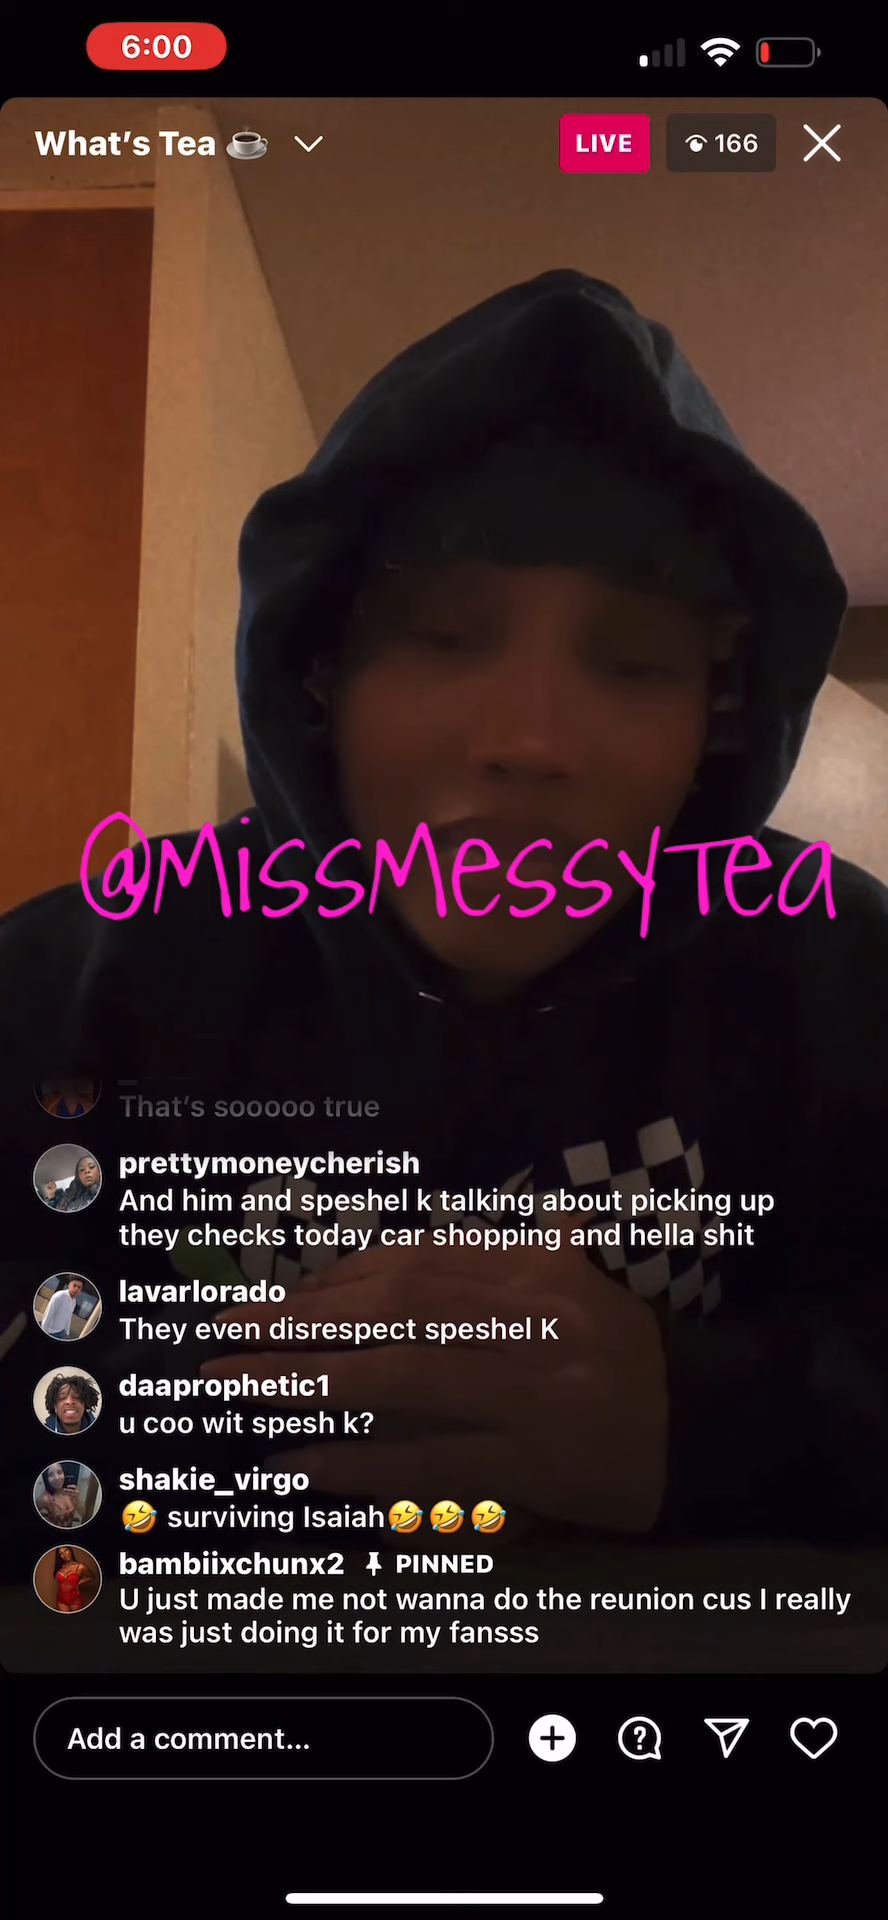 6:00
What's Tea ☕
LIVE
166
@MissMessyTea
That's sooooo true
prettymoneycherish
And him and speshel k talking about picking up
they checks today car shopping and hella shit
lavarlorado
They even disrespect speshel K
daaprophetic1
u coo wit spesh k?
shakie_virgo
🤣 surviving Isaiah🤣🤣🤣
bambiixchunx2 PINNED
U just made me not wanna do the reunion cus I really
was just doing it for my fansss
Add a comment...